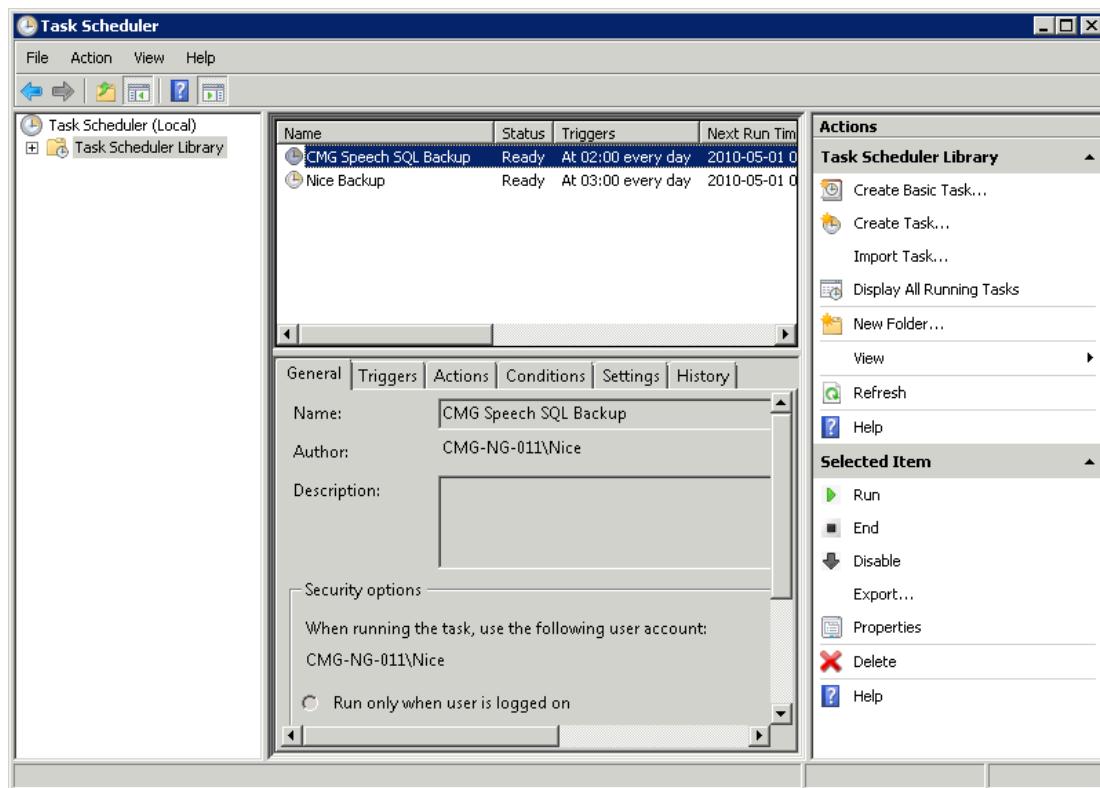 Task Scheduler
File Action View Help
Task Scheduler (Local)
Task Scheduler Library
Name Status Triggers Next Run Tim
CMG Speech SQL Backup Ready At 02:00 every day 2010-05-01 0
Nice Backup Ready At 03:00 every day 2010-05-01 0
General Triggers Actions Conditions Settings History
Name: CMG Speech SQL Backup
Author: CMG-NG-011\Nice
Description:
Security options
When running the task, use the following user account:
CMG-NG-011\Nice
Run only when user is logged on
Actions
Task Scheduler Library
Create Basic Task...
Create Task...
Import Task...
Display All Running Tasks
New Folder...
View
Refresh
Help
Selected Item
Run
End
Disable
Export...
Properties
Delete
Help